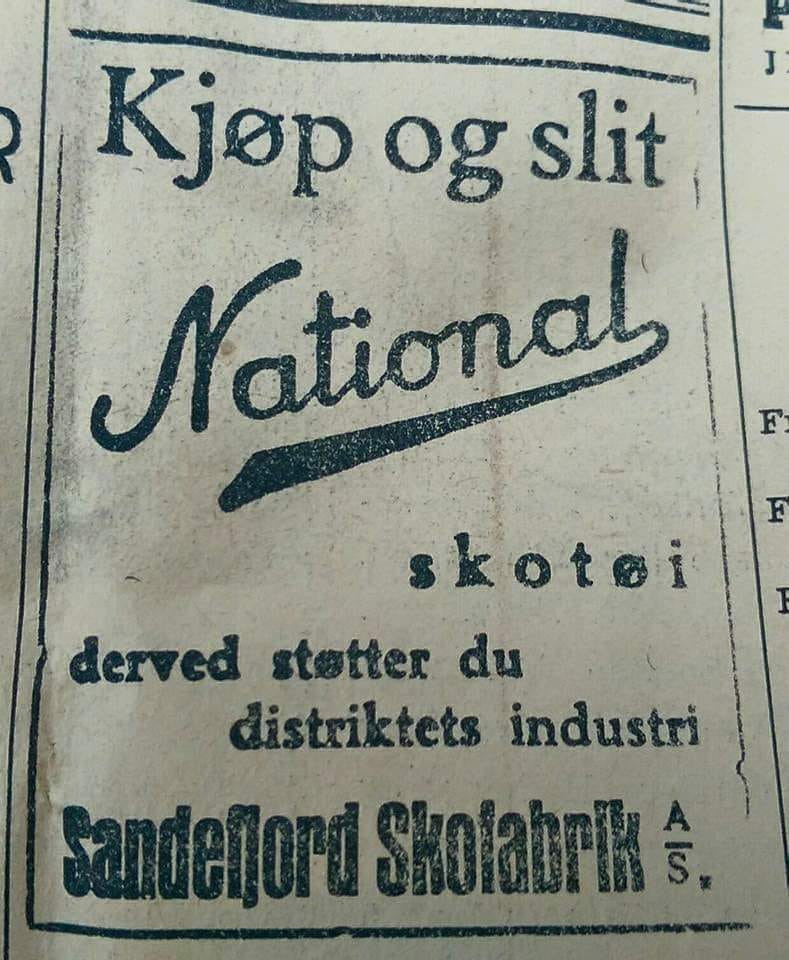 Kjøp og slit
National
skotøi
derved støtter du
distriktets industri
Sandefjord Skofabrik A/S.